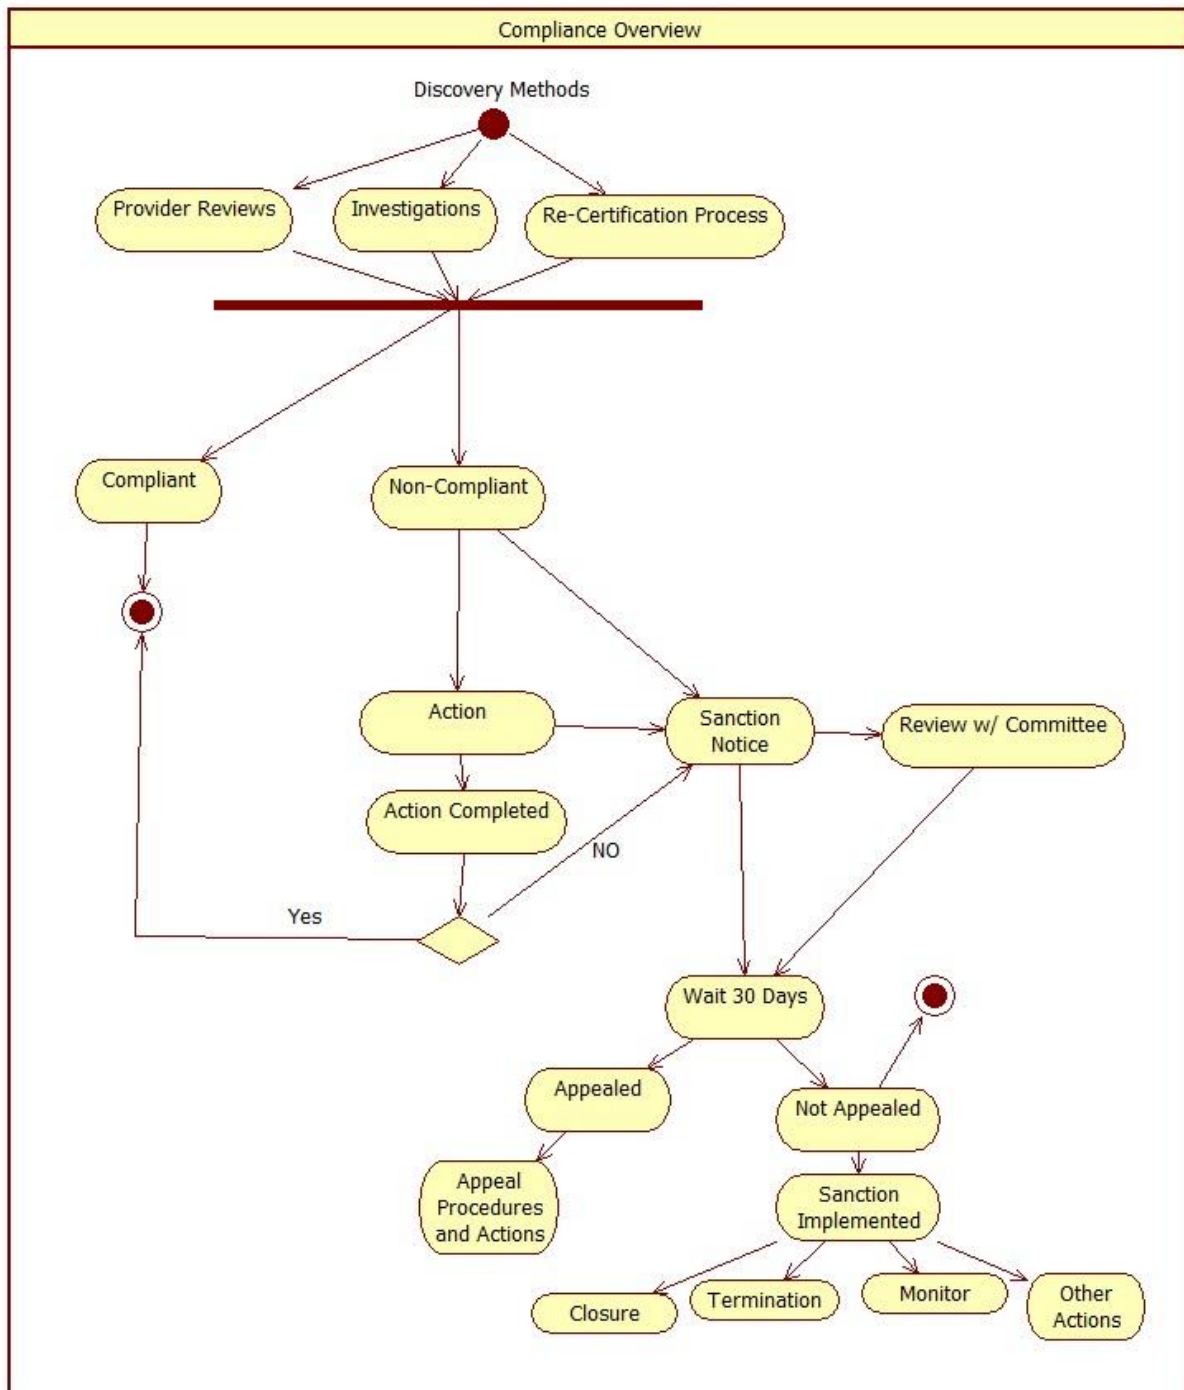 Compliance Overview
Discovery Methods
Provider Reviews
Investigations
Re-Certification Process
Compliant
Non-Compliant
Action
Sanction
Notice
Review w/ Committee
Action Completed
NO
Yes
Wait 30 Days
Appealed
Not Appealed
Appeal
Procedures
and Actions
Sanction
Implemented
Closure
Termination
Monitor
Other
Actions